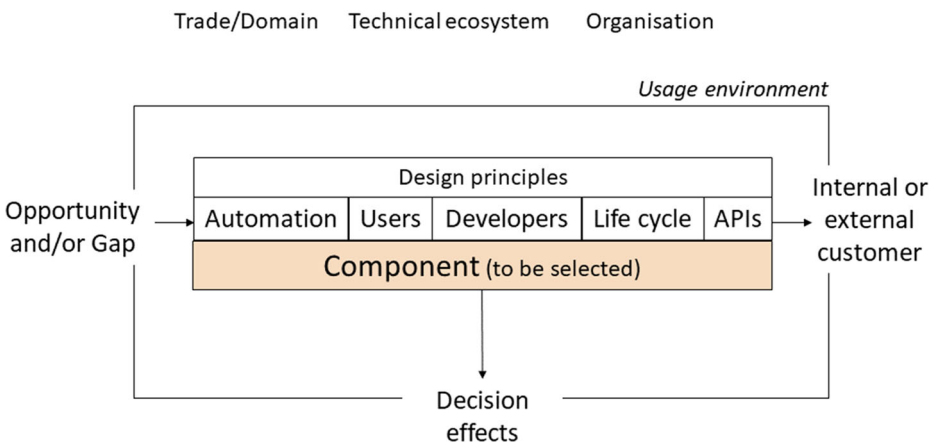 Trade/Domain Technical ecosystem Organisation
Usage environment
Design principles
Automation Users Developers Life cycle APIs
Component (to be selected)
Opportunity
and/or Gap
Internal or
external
customer
Decision
effects